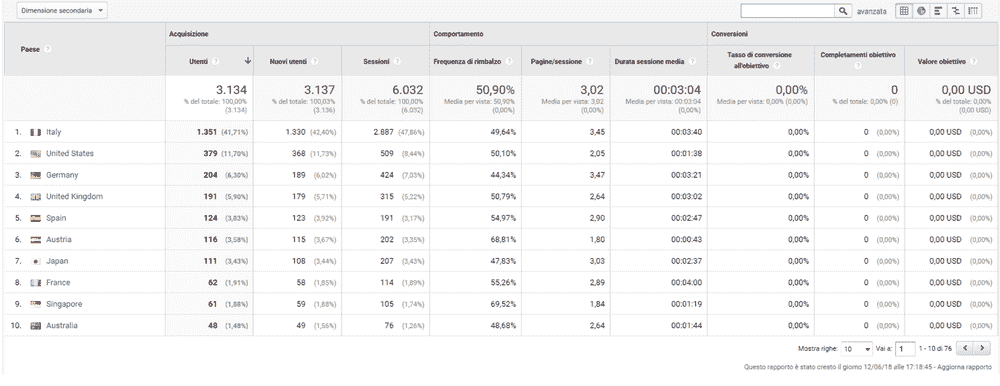 Dimensione secondaria
avanzata
Paese ? Acquisizione Comportamento Conversioni
Utenti ? Nuovi utenti ? Sessioni ? Frequenza di rimbalzo ? Pagine/sessione ? Durata sessione media ? Tasso di conversione all'obiettivo ? Completamenti obiettivo ? Valore obiettivo ?
3.134 3.137 6.032 50,90% 3,02 00:03:04 0,00% 0 0,00 USD
% del totale: 100,00% % del totale: 100,03% % del totale: 100,00% Media per vista: 50,90% Media per vista: 3,02 Media per vista: 00:03:04 Media per vista: 0,00% (0,00%) % del totale: 0,00% (0) % del totale: 0,00%
(3.134) (3.136) (6.032) (0,00%) (0,00%) (0,00%) (0,00 USD)
1. Italy 1.351 (41,71%) 1.330 (42,40%) 2.887 (47,86%) 49,64% 3,45 00:03:40 0,00% 0 (0,00%) 0,00 USD (0,00%)
2. United States 379 (11,70%) 368 (11,73%) 509 (8,44%) 50,10% 2,05 00:01:38 0,00% 0 (0,00%) 0,00 USD (0,00%)
3. Germany 204 (6,30%) 189 (6,02%) 424 (7,03%) 44,34% 3,47 00:03:21 0,00% 0 (0,00%) 0,00 USD (0,00%)
4. United Kingdom 191 (5,90%) 179 (5,71%) 315 (5,22%) 50,79% 2,64 00:03:02 0,00% 0 (0,00%) 0,00 USD (0,00%)
5. Spain 124 (3,83%) 123 (3,92%) 191 (3,17%) 54,97% 2,90 00:02:47 0,00% 0 (0,00%) 0,00 USD (0,00%)
6. Austria 116 (3,58%) 115 (3,67%) 202 (3,35%) 68,81% 1,80 00:00:43 0,00% 0 (0,00%) 0,00 USD (0,00%)
7. Japan 111 (3,43%) 108 (3,44%) 207 (3,43%) 47,83% 3,03 00:02:37 0,00% 0 (0,00%) 0,00 USD (0,00%)
8. France 62 (1,91%) 58 (1,85%) 114 (1,89%) 55,26% 2,89 00:04:00 0,00% 0 (0,00%) 0,00 USD (0,00%)
9. Singapore 61 (1,88%) 59 (1,88%) 105 (1,74%) 69,52% 1,84 00:01:19 0,00% 0 (0,00%) 0,00 USD (0,00%)
10. Australia 48 (1,48%) 49 (1,56%) 76 (1,26%) 48,68% 2,64 00:01:44 0,00% 0 (0,00%) 0,00 USD (0,00%)
Mostra righe: 10 Vai a: 1 1 - 10 di 76
Questo rapporto è stato creato il giorno 12/06/18 alle 17:18:45 - Aggiorna rapporto